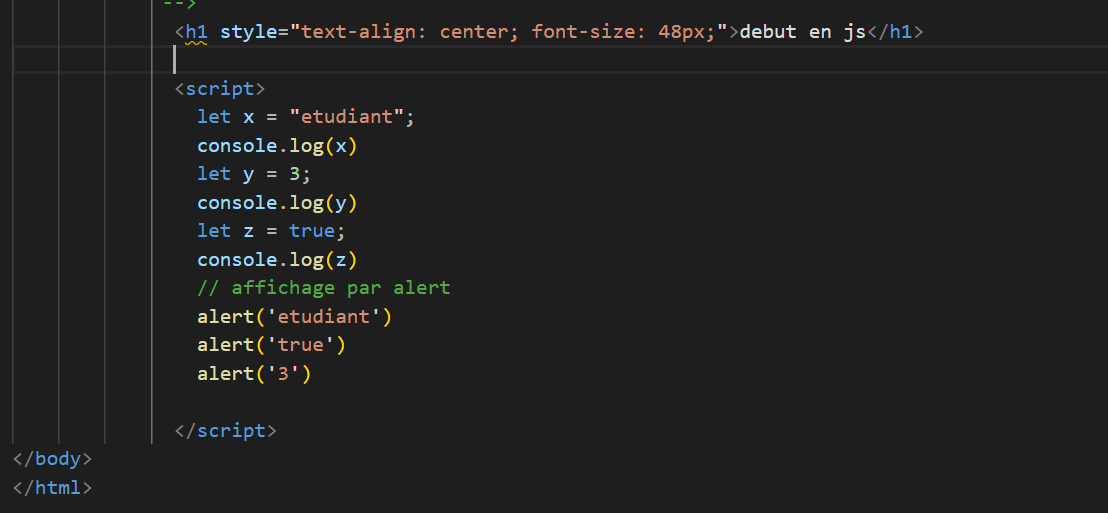 -->
<h1 style="text-align: center; font-size: 48px;">debut en js</h1>
<script>
let x = "etudiant";
console.log(x)
let y = 3;
console.log(y)
let z = true;
console.log(z)
// affichage par alert
alert('etudiant')
alert('true')
alert('3')
</script>
</body>
</html>